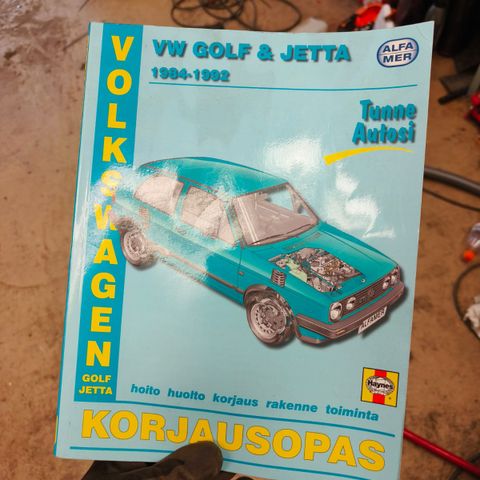 VOLKSWAGEN
GOLF
JETTA
VW GOLF & JETTA
1984-1992
ALFA
MER
Tunne
Autosi
ALFAMER
hoito huolto korjaus rakenne toiminta
Haynes
KORJAUSOPAS